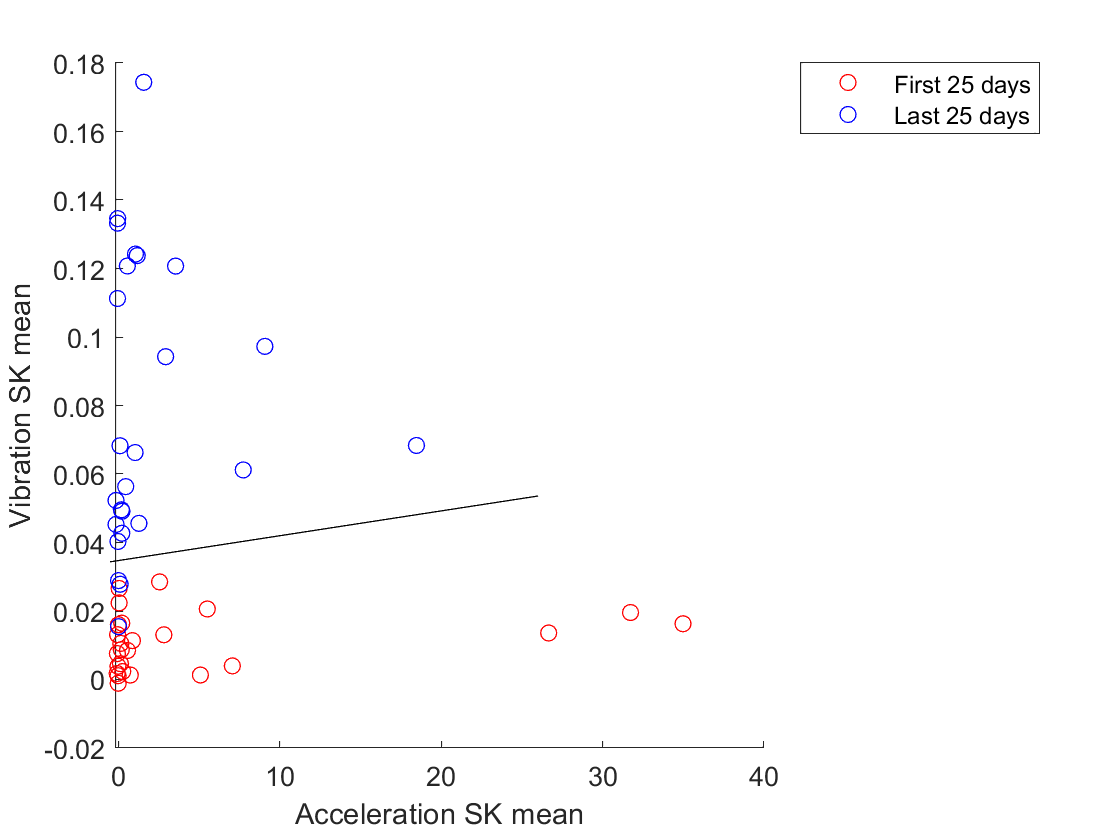 0.18
0.16
0.14
0.12
0.1
0.08
0.06
0.04
0.02
0
-0.02
Vibration SK mean
0 10 20 30 40
Acceleration SK mean
First 25 days
Last 25 days